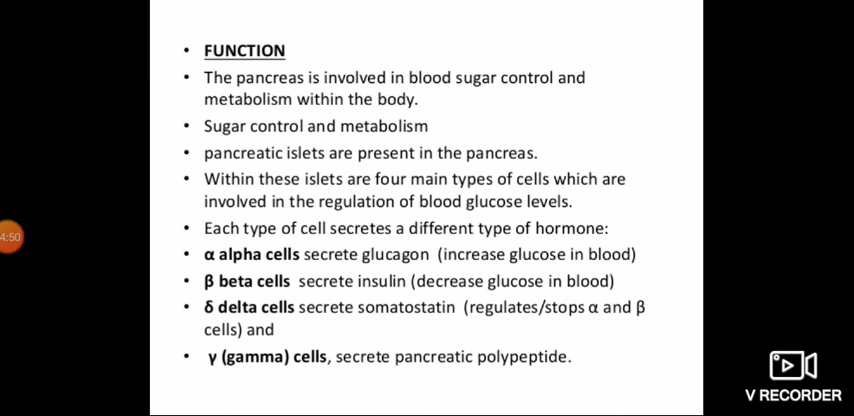 • FUNCTION
• The pancreas is involved in blood sugar control and
metabolism within the body.
• Sugar control and metabolism
• pancreatic islets are present in the pancreas.
• Within these islets are four main types of cells which are
involved in the regulation of blood glucose levels.
• Each type of cell secretes a different type of hormone:
• α alpha cells secrete glucagon (increase glucose in blood)
• β beta cells secrete insulin (decrease glucose in blood)
• δ delta cells secrete somatostatin (regulates/stops α and β
cells) and
• γ (gamma) cells, secrete pancreatic polypeptide.
4:50
V RECORDER